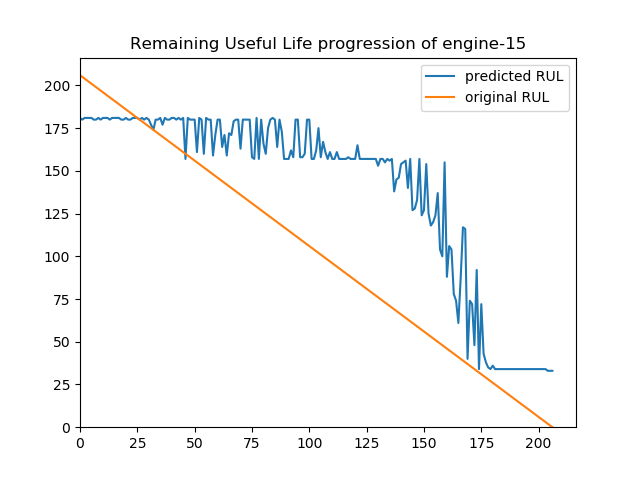 Remaining Useful Life progression of engine-15
predicted RUL
original RUL
200
175
150
125
100
75
50
25
0
0 25 50 75 100 125 150 175 200